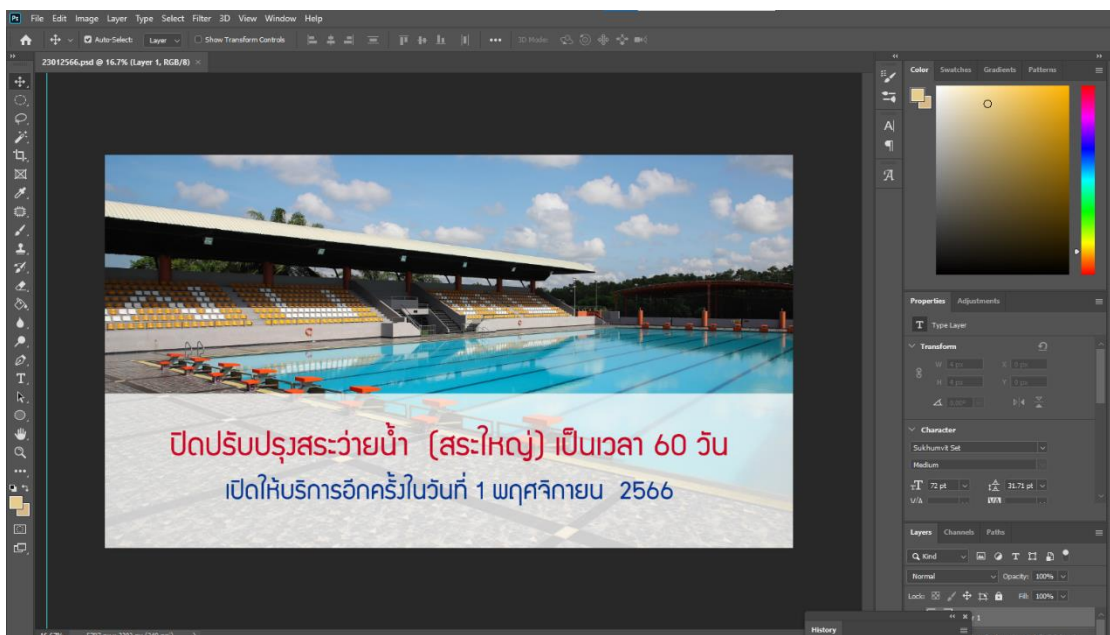 Ps File Edit Image Layer Type Select Filter 3D View Window Help
Auto-Select: Layer Show Transform Controls 3D Mode:
23012566.psd @ 16.7% (Layer 1, RGB/8) ×
Color Swatches Gradients Patterns
ปิดปรับปรุงสระว่ายน้ำ (สระใหญ่) เป็นเวลา 60 วัน
เปิดให้บริการอีกครั้งในวันที่ 1 พฤศจิกายน 2566
Properties Adjustments
T Type Layer
Transform
W: X:
H: Y:
Character
Sukhumvit Set
Medium
72 pt 31.71 pt
V/A VA
Layers Channels Paths
Kind
Normal Opacity: 100%
Lock: Fill: 100%
History